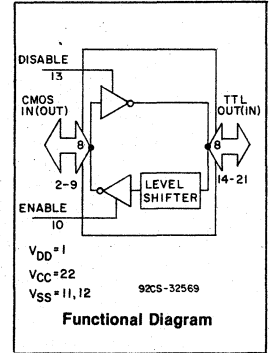 DISABLE
13
CMOS
IN(OUT)
TTL
OUT(IN)
8
8
2-9
LEVEL
SHIFTER
14-21
ENABLE
10
VDD=1
VCC=22
VSS=11, 12
92CS-32569
Functional Diagram